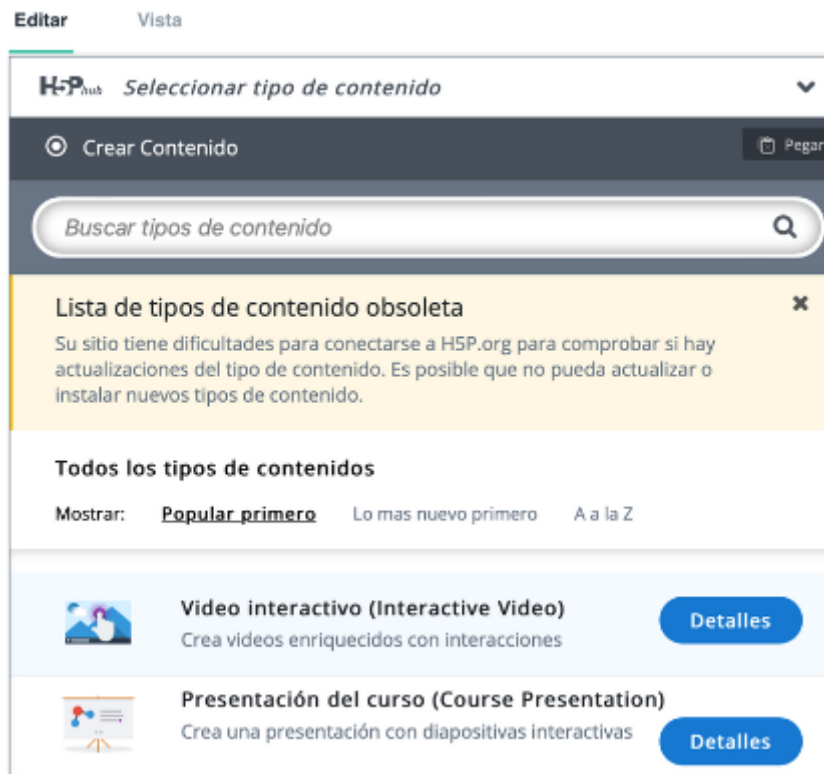 Editar Vista
H5Phub Seleccionar tipo de contenido
Crear Contenido Pegar
Buscar tipos de contenido
Lista de tipos de contenido obsoleta
Su sitio tiene dificultades para conectarse a H5P.org para comprobar si hay
actualizaciones del tipo de contenido. Es posible que no pueda actualizar o
instalar nuevos tipos de contenido.
Todos los tipos de contenidos
Mostrar: Popular primero Lo mas nuevo primero A a la Z
Video interactivo (Interactive Video)
Crea videos enriquecidos con interacciones
Detalles
Presentación del curso (Course Presentation)
Crea una presentación con diapositivas interactivas
Detalles